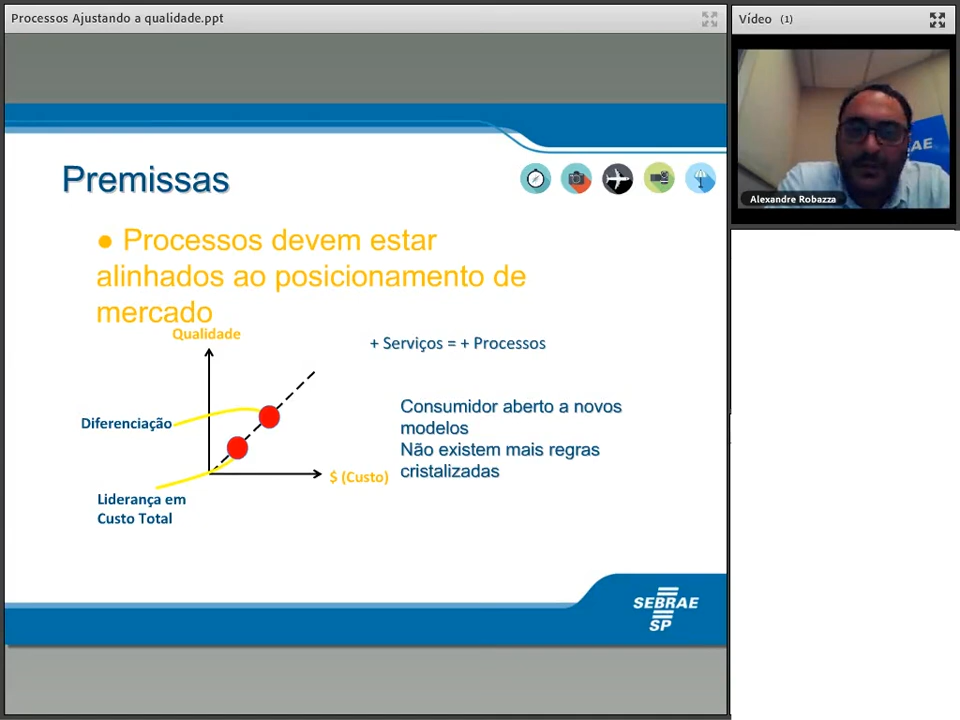 Processos Ajustando a qualidade.ppt
Vídeo (1)
AE
Alexandre Robazza
Premissas
● Processos devem estar
alinhados ao posicionamento de
mercado
Qualidade
+ Serviços = + Processos
Diferenciação
Consumidor aberto a novos
modelos
Não existem mais regras
cristalizadas
$ (Custo)
Liderança em
Custo Total
SEBRAE
SP